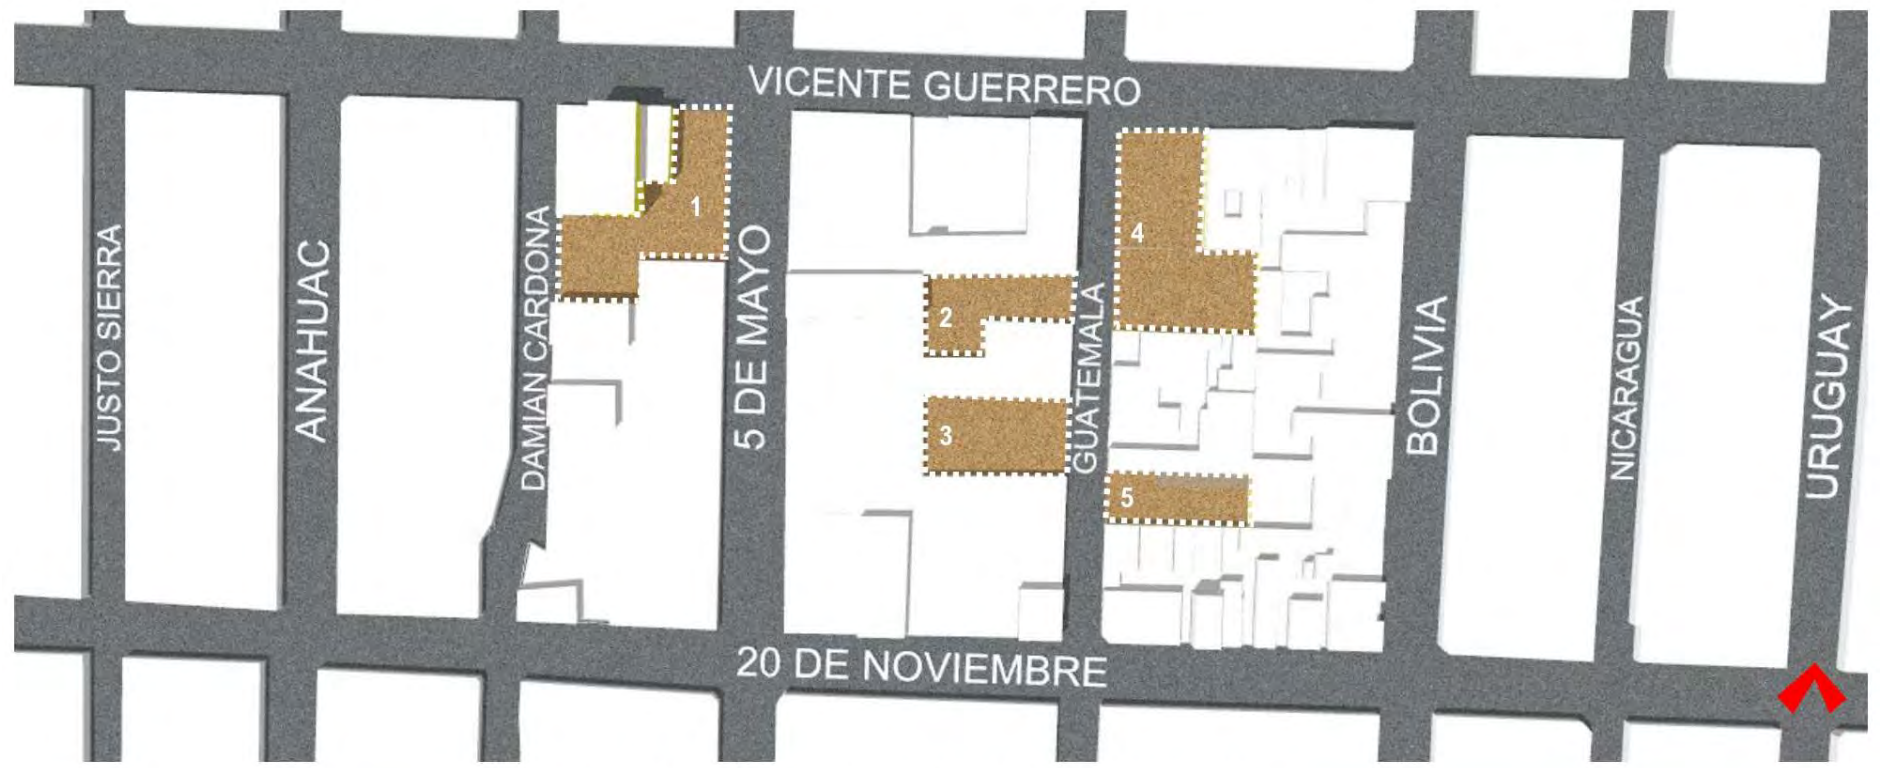 VICENTE GUERRERO
JUSTO SIERRA
ANAHUAC
DAMIAN CARDONA
1
5 DE MAYO
2
3
GUATEMALA
4
5
BOLIVIA
NICARAGUA
URUGUAY
20 DE NOVIEMBRE